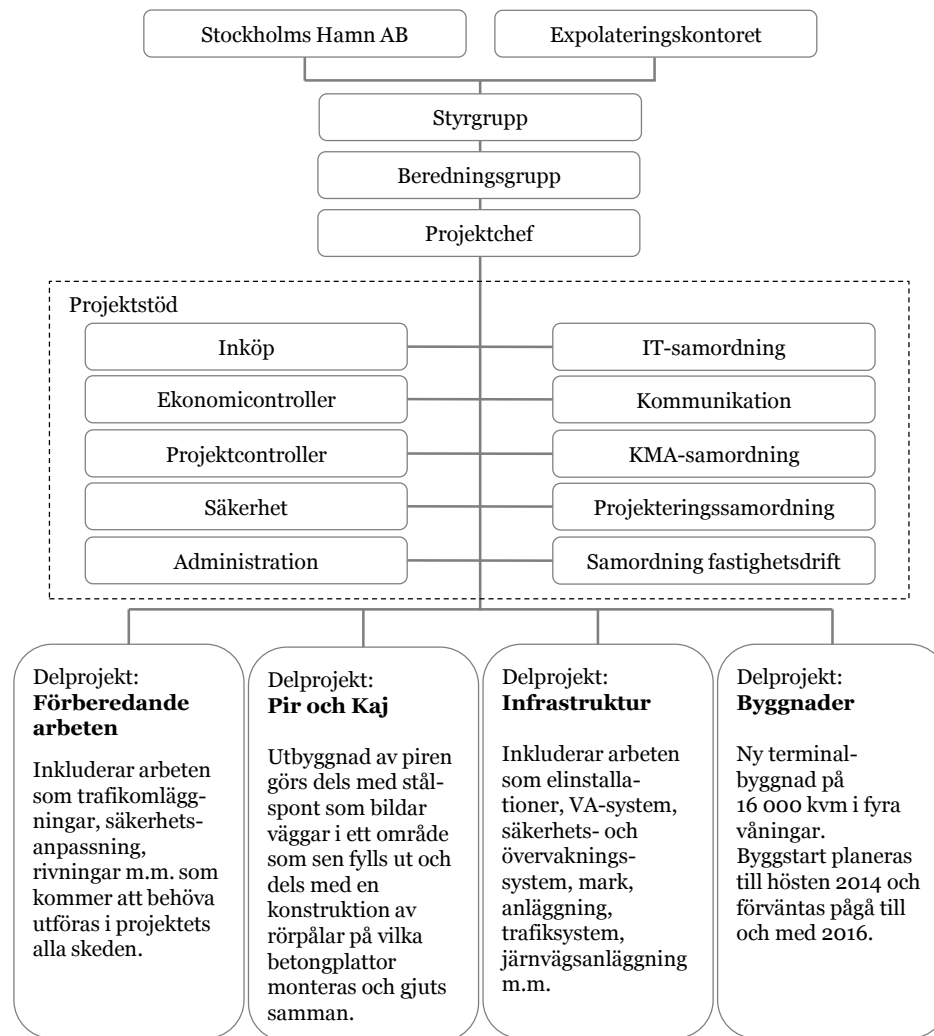 Stockholms Hamn AB
Expolateringskontoret
Styrgrupp
Beredningsgrupp
Projektchef
Projektstöd
Inköp
IT-samordning
Ekonomicontroller
Kommunikation
Projektcontroller
KMA-samordning
Säkerhet
Projekteringssamordning
Administration
Samordning fastighetsdrift
Delprojekt:
Förberedande
arbeten
Inkluderar arbeten
som trafikomlägg-
ningar, säkerhets-
anpassning,
rivningar m.m. som
kommer att behöva
utföras i projektets
alla skeden.
Delprojekt:
Pir och Kaj
Utbyggnad av piren
görs dels med stål-
spont som bildar
väggar i ett område
som sen fylls ut och
dels med en
konstruktion av
rörpålar på vilka
betongplattor
monteras och gjuts
samman.
Delprojekt:
Infrastruktur
Inkluderar arbeten
som elinstalla-
tioner, VA-system,
säkerhets- och
övervaknings-
system, mark,
anläggning,
trafiksystem,
järnvägsanläggning
m.m.
Delprojekt:
Byggnader
Ny terminal-
byggnad på
16 000 kvm i fyra
våningar.
Byggstart planeras
till hösten 2014 och
förväntas pågå till
och med 2016.